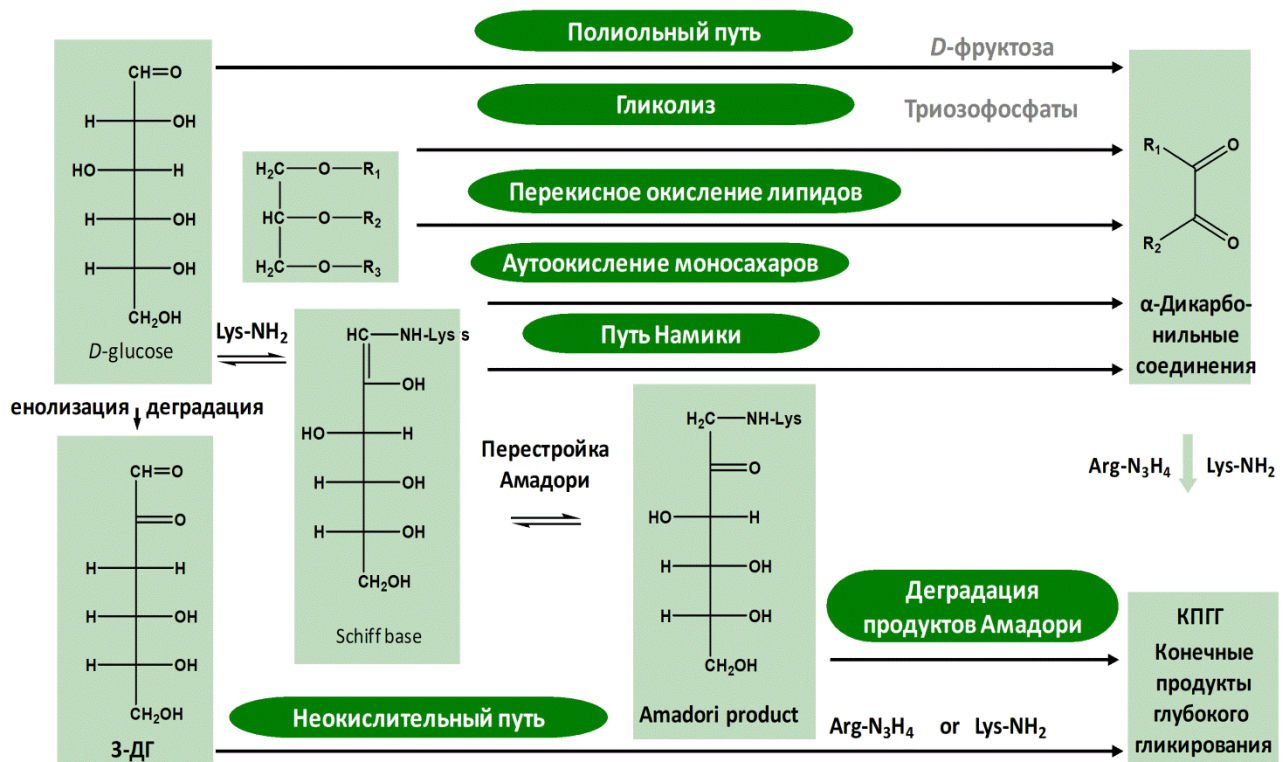 Полиольный путь
D-фруктоза
Гликолиз
Триозофосфаты
Перекисное окисление липидов
Аутоокисление моносахаров
Путь Намики
CH=O
H OH
HO H
H OH
H OH
CH₂OH
D-glucose
H₂C—O—R₁
HC—O—R₂
H₂C—O—R₃
R₁ O
R₂ O
α-Дикарбо-
нильные
соединения
Lys-NH₂
HC—NH-Lys
OH
HO H
H OH
H OH
CH₂OH
Schiff base
енолизация деградация
CH=O
O
H H
H OH
H OH
CH₂OH
3-ДГ
Перестройка
Амадори
H₂C—NH-Lys
O
HO H
H OH
H OH
CH₂OH
Amadori product
Arg-N₃H₄ Lys-NH₂
Деградация
продуктов Амадори
Неокислительный путь
Arg-N₃H₄ or Lys-NH₂
КПГГ
Конечные
продукты
глубокого
гликирования